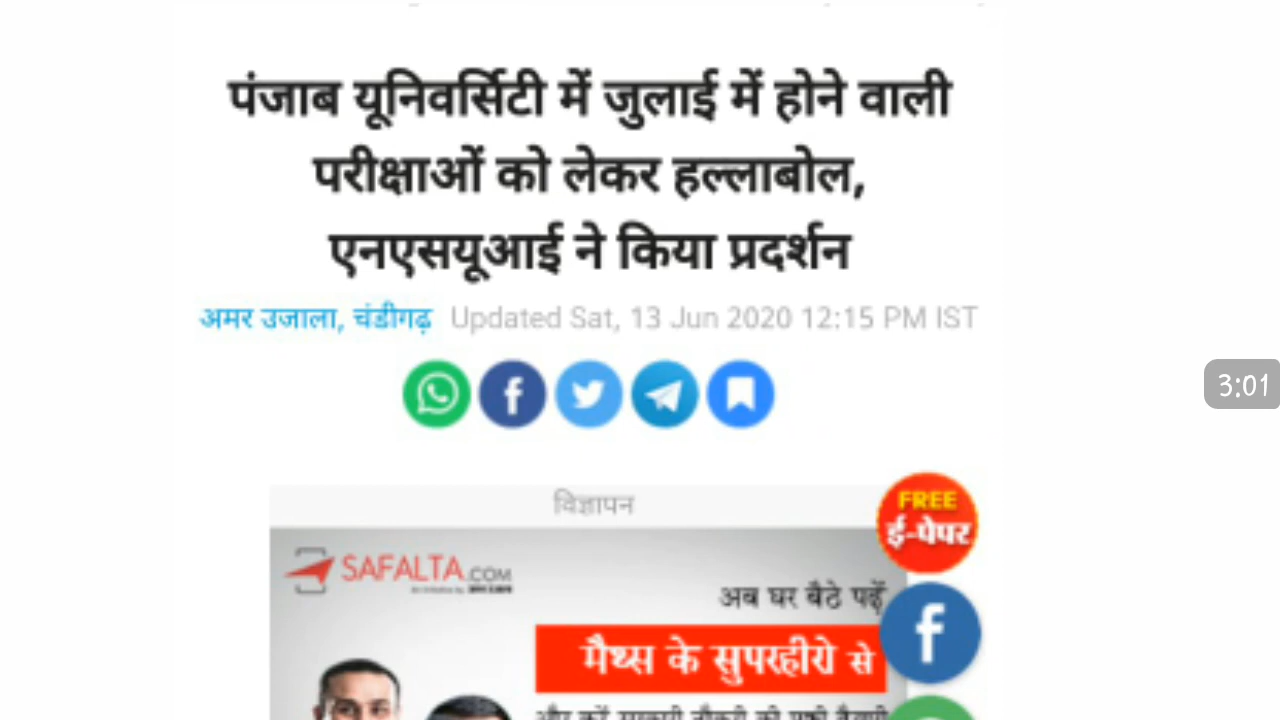 पंजाब यूनिवर्सिटी में जुलाई में होने वाली
परीक्षाओं को लेकर हल्लाबोल,
एनएसयूआई ने किया प्रदर्शन
अमर उजाला, चंडीगढ़ Updated Sat, 13 Jun 2020 12:15 PM IST
3:01
विज्ञापन
FREE
ई-पेपर
SAFALTA.COM
अब घर बैठे पढ़ें
मैथ्स के सुपरहीरो से